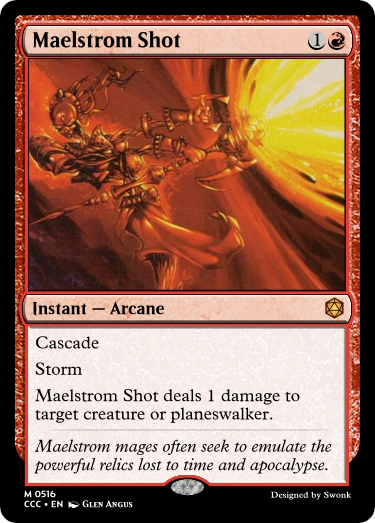 Maelstrom Shot 1
Instant — Arcane
Cascade
Storm
Maelstrom Shot deals 1 damage to
target creature or planeswalker.
Maelstrom mages often seek to emulate the
powerful relics lost to time and apocalypse.
M 0516
CCC • EN Glen Angus
Designed by Swonk